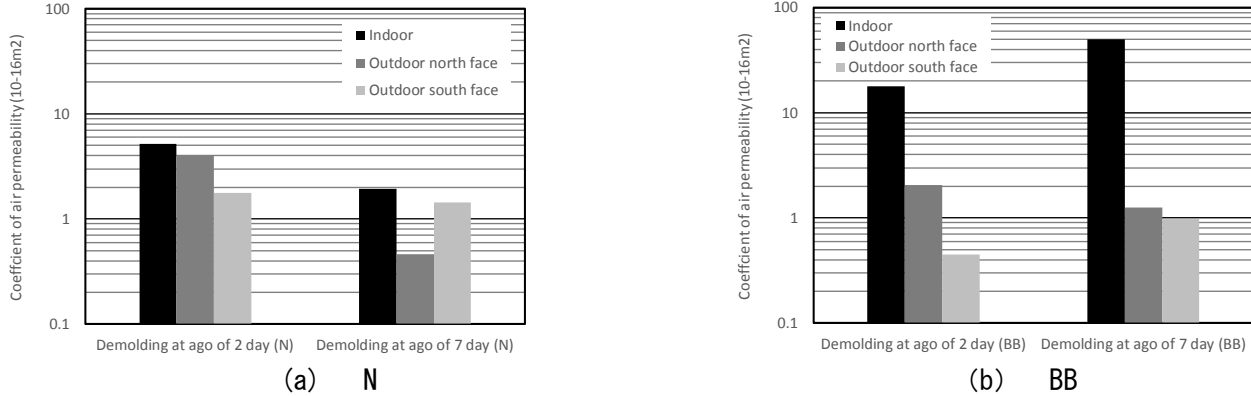 Coeffcient of air permeability (10-16m2)
100
10
1
0.1
Indoor
Outdoor north face
Outdoor south face
Demolding at ago of 2 day (N)
Demolding at ago of 7 day (N)
(a) N
Coeffcient of air permeability (10-16m2)
100
10
1
0.1
Indoor
Outdoor north face
Outdoor south face
Demolding at ago of 2 day (BB)
Demolding at ago of 7 day (BB)
(b) BB